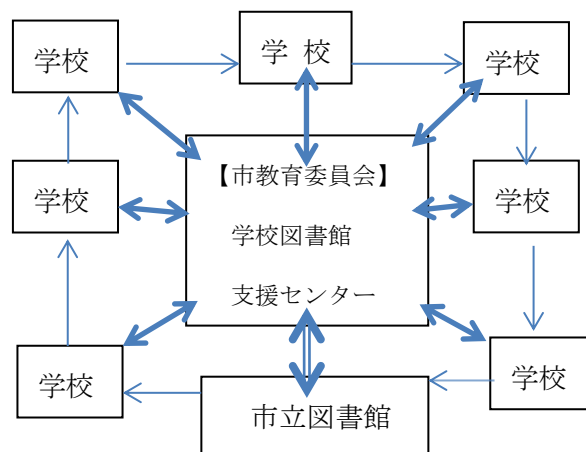 学校
学 校
学校
【市教育委員会】
学校図書館
支援センター
学校
学校
学校
学校
市立図書館